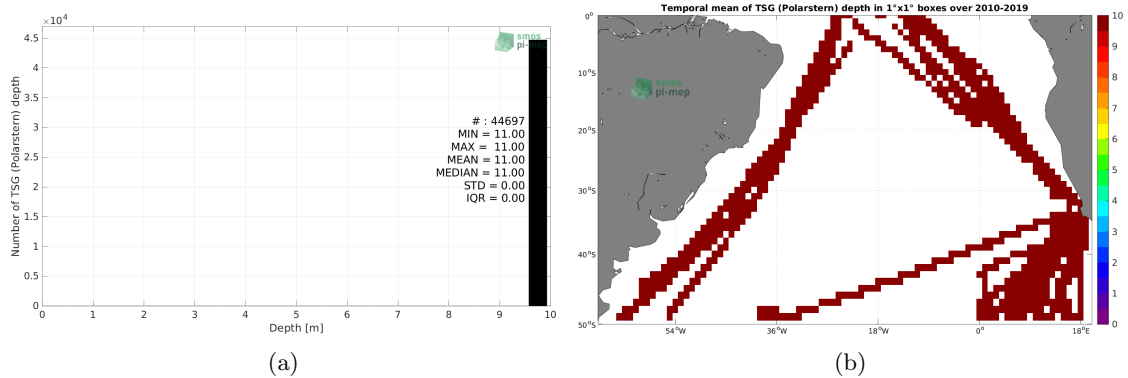 ×10⁴
4.5
4
3.5
3
2.5
2
1.5
1
0.5
0
Number of TSG (Polarstern) depth
smos
pi-mep
# : 44697
MIN = 11.00
MAX = 11.00
MEAN = 11.00
MEDIAN = 11.00
STD = 0.00
IQR = 0.00
0 1 2 3 4 5 6 7 8 9 10
Depth [m]
(a)
Temporal mean of TSG (Polarstern) depth in 1°x1° boxes over 2010-2019
0°
10°S
20°S
30°S
40°S
50°S
smos
pi-mep
54°W 36°W 18°W 0° 18°E
10
9
8
7
6
5
4
3
2
1
0
(b)